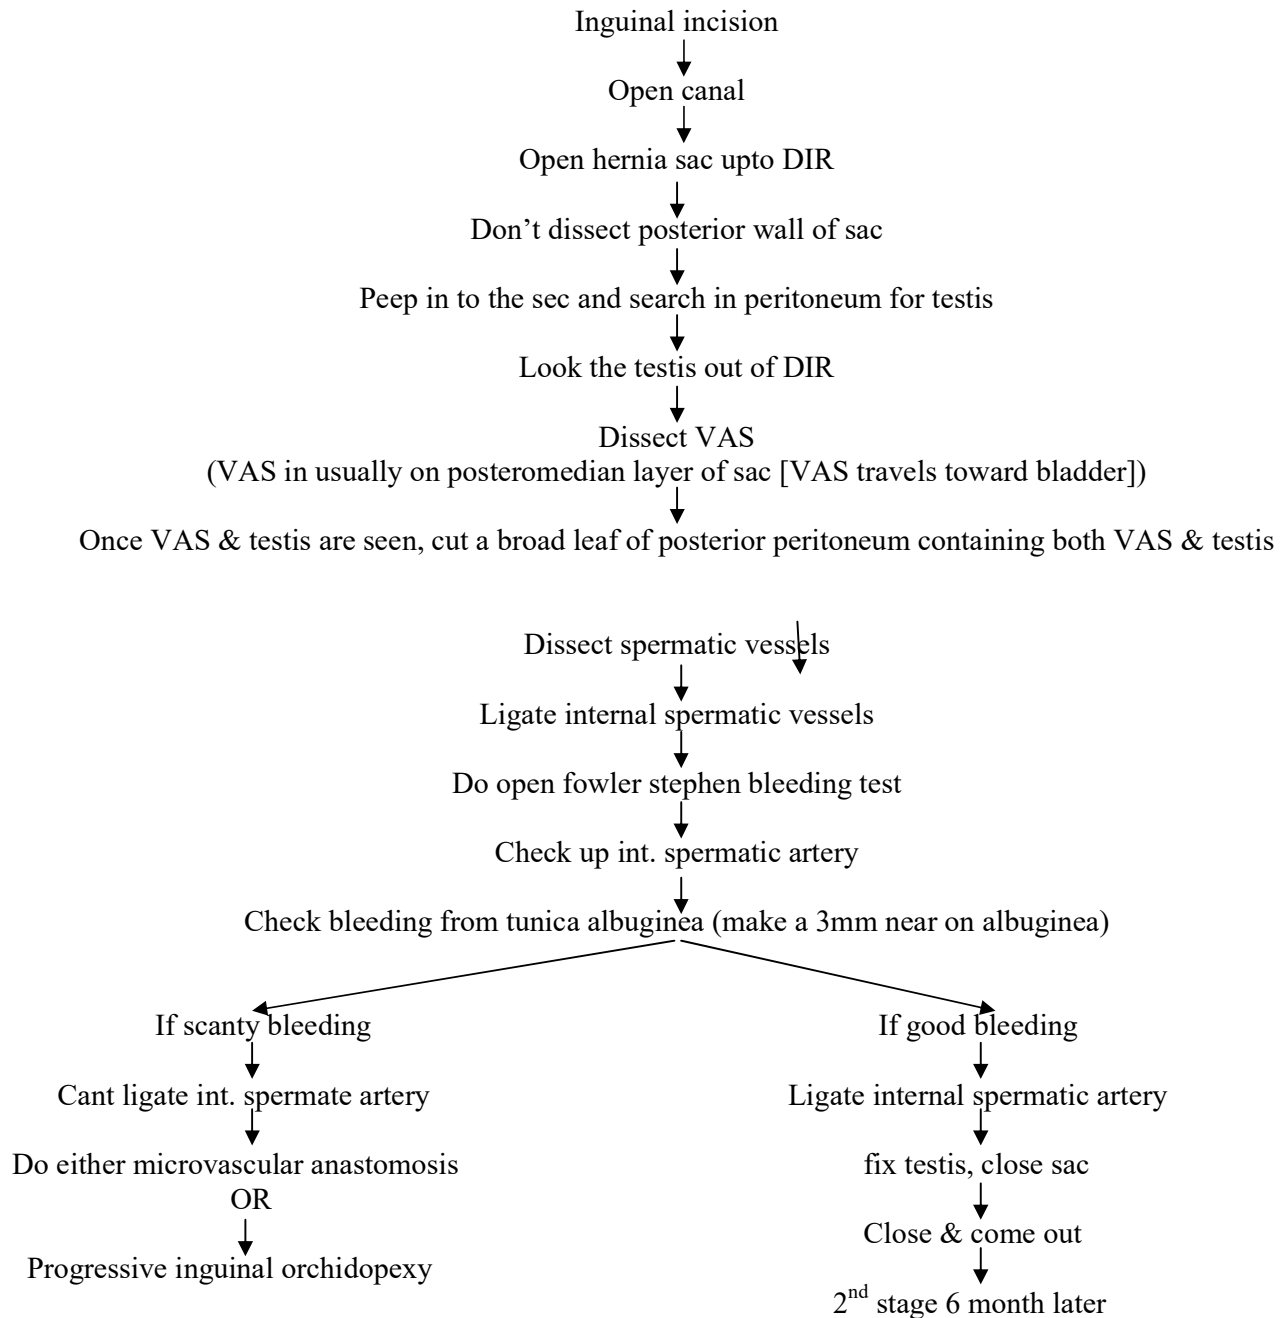 Inguinal incision
Open canal
Open hernia sac upto DIR
Don’t dissect posterior wall of sac
Peep in to the sec and search in peritoneum for testis
Look the testis out of DIR
Dissect VAS
(VAS in usually on posteromedian layer of sac [VAS travels toward bladder])
Once VAS & testis are seen, cut a broad leaf of posterior peritoneum containing both VAS & testis
Dissect spermatic vessels
Ligate internal spermatic vessels
Do open fowler stephen bleeding test
Check up int. spermatic artery
Check bleeding from tunica albuginea (make a 3mm near on albuginea)
If scanty bleeding
Cant ligate int. spermate artery
Do either microvascular anastomosis
OR
Progressive inguinal orchidopexy
If good bleeding
Ligate internal spermatic artery
fix testis, close sac
Close & come out
2nd stage 6 month later